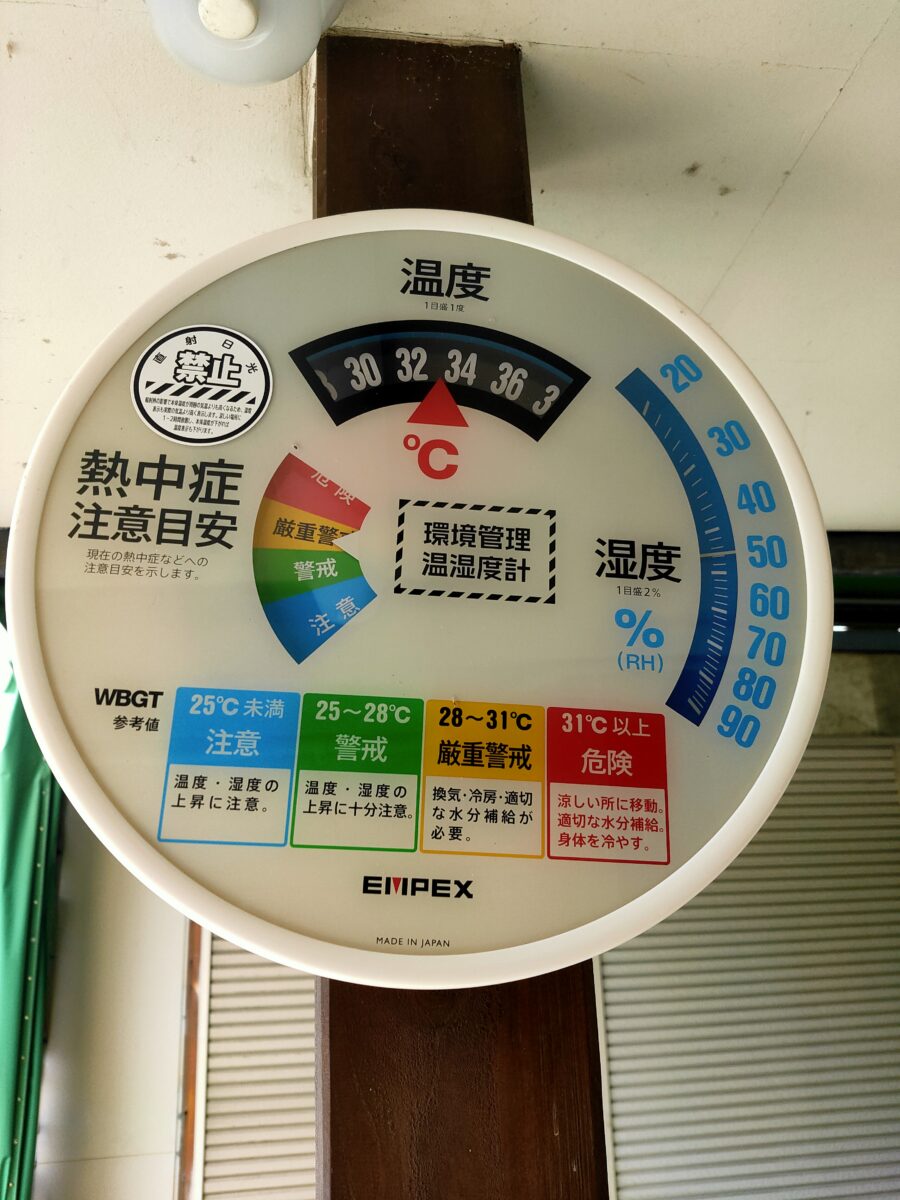 温度
1目盛1度
30 32 34 36 3
℃
直射日光
禁止
熱中症
注意目安
現在の熱中症などへの
注意目安を示します。
危険
厳重警
警戒
注意
環境管理
温湿度計
湿度
1目盛2%
%
(RH)
20
30
40
50
60
70
80
90
WBGT
参考値
25℃未満
注意
温度・湿度の
上昇に注意。
25～28℃
警戒
温度・湿度の
上昇に十分注意。
28～31℃
厳重警戒
換気・冷房・適切
な水分補給が
必要。
31℃以上
危険
涼しい所に移動。
適切な水分補給。
身体を冷やす。
EMPEX
MADE IN JAPAN